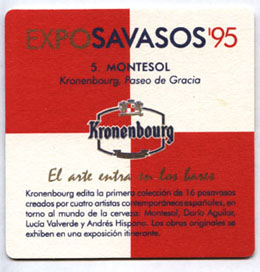 EXPOSAVASOS'95
5. MONTESOL
Kronenbourg, Paseo de Gracia
Kronenbourg
El arte entra en los bares
Kronenbourg edita la primera colección de 16 posavasos
creados por cuatro artistas contemporáneos españoles, en
torno al mundo de la cerveza: Montesol, Darío Aguilar,
Lucía Valverde y Andrés Hispano. Las obras originales se
exhiben en una exposición itinerante.